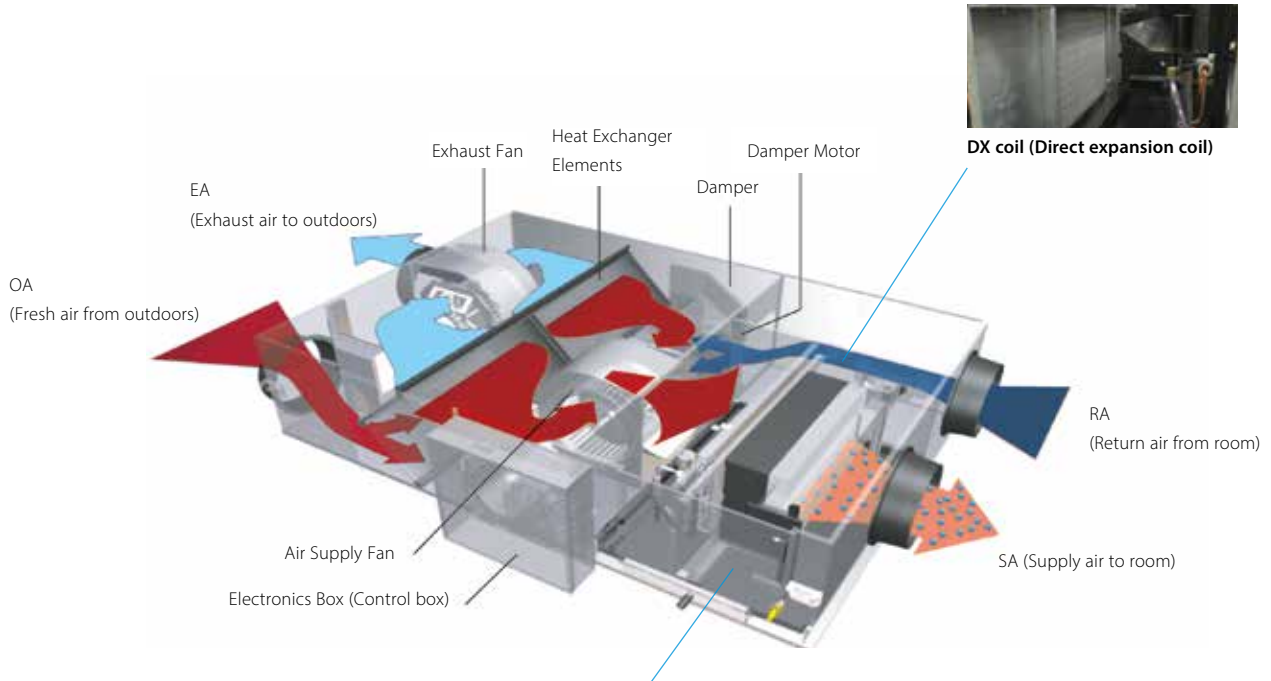 DX coil (Direct expansion coil)
Heat Exchanger
Elements
Exhaust Fan
Damper Motor
Damper
EA
(Exhaust air to outdoors)
OA
(Fresh air from outdoors)
RA
(Return air from room)
Air Supply Fan
SA (Supply air to room)
Electronics Box (Control box)